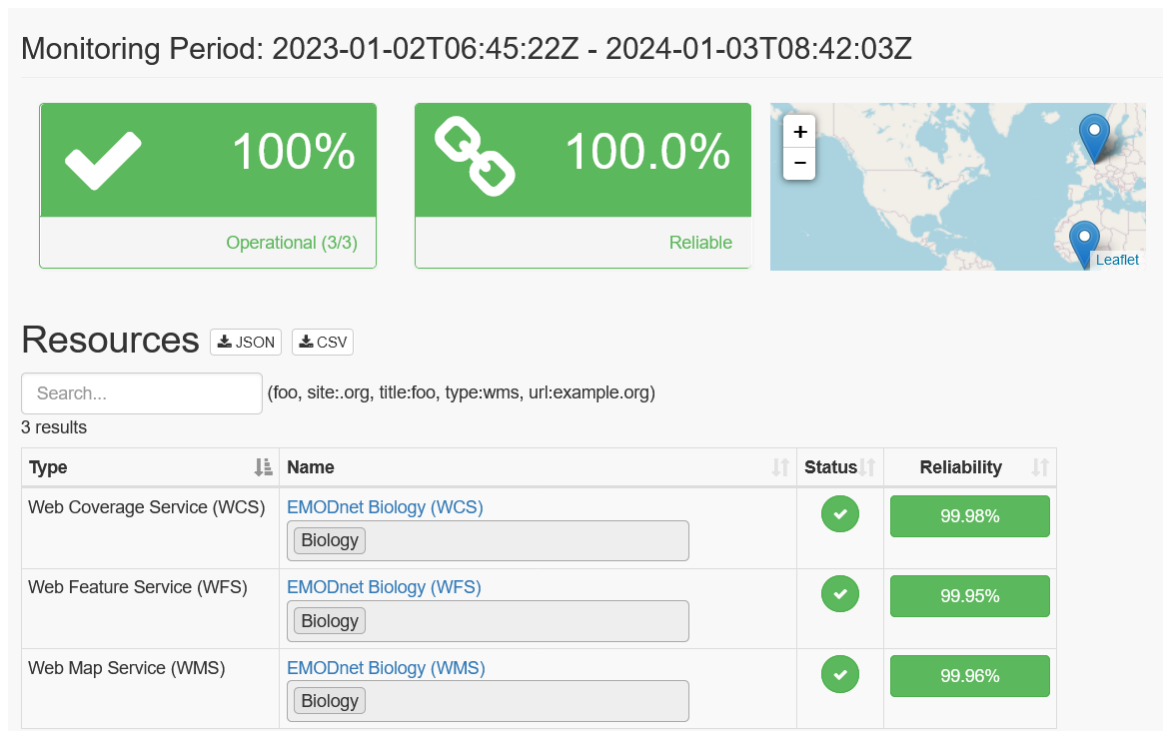 Monitoring Period: 2023-01-02T06:45:22Z - 2024-01-03T08:42:03Z
100%
Operational (3/3)
100.0%
Reliable
+
−
Leaflet
Resources JSON CSV
Search... (foo, site:.org, title:foo, type:wms, url:example.org)
3 results
Type Name Status Reliability
Web Coverage Service (WCS) EMODnet Biology (WCS) 99.98%
Biology
Web Feature Service (WFS) EMODnet Biology (WFS) 99.95%
Biology
Web Map Service (WMS) EMODnet Biology (WMS) 99.96%
Biology